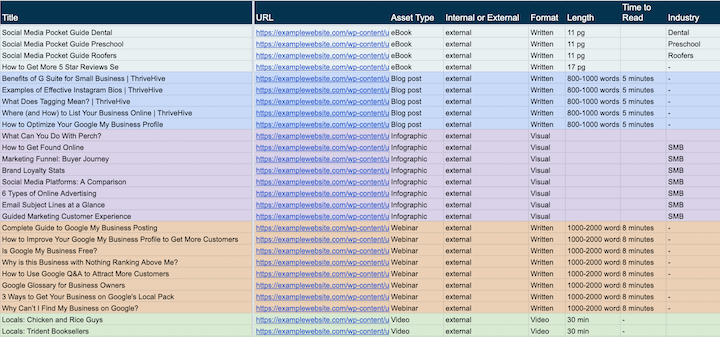 Title URL Asset Type Internal or External Format Length Time to Read Industry
Social Media Pocket Guide Dental https://examplewebsite.com/wp-content/u eBook external Written 11 pg Dental
Social Media Pocket Guide Preschool https://examplewebsite.com/wp-content/u eBook external Written 11 pg Preschool
Social Media Pocket Guide Roofers https://examplewebsite.com/wp-content/u eBook external Written 11 pg Roofers
How to Get More 5 Star Reviews Se https://examplewebsite.com/wp-content/u eBook external Written 17 pg -
Benefits of G Suite for Small Business | ThriveHive https://examplewebsite.com/wp-content/u Blog post external Written 800-1000 words 5 minutes -
Examples of Effective Instagram Bios | ThriveHive https://examplewebsite.com/wp-content/u Blog post external Written 800-1000 words 5 minutes -
What Does Tagging Mean? | ThriveHive https://examplewebsite.com/wp-content/u Blog post external Written 800-1000 words 5 minutes -
Where (and How) to List Your Business Online | ThriveHive https://examplewebsite.com/wp-content/u Blog post external Written 800-1000 words 5 minutes -
How to Optimize Your Google My Business Profile https://examplewebsite.com/wp-content/u Blog post external Written 800-1000 words 5 minutes -
What Can You Do With Perch? https://examplewebsite.com/wp-content/u Infographic external Visual
How to Get Found Online https://examplewebsite.com/wp-content/u Infographic external Visual SMB
Marketing Funnel: Buyer Journey https://examplewebsite.com/wp-content/u Infographic external Visual SMB
Brand Loyalty Stats https://examplewebsite.com/wp-content/u Infographic external Visual SMB
Social Media Platforms: A Comparison https://examplewebsite.com/wp-content/u Infographic external Visual SMB
6 Types of Online Advertising https://examplewebsite.com/wp-content/u Infographic external Visual SMB
Email Subject Lines at a Glance https://examplewebsite.com/wp-content/u Infographic external Visual SMB
Guided Marketing Customer Experience https://examplewebsite.com/wp-content/u Infographic external Visual SMB
Complete Guide to Google My Business Posting https://examplewebsite.com/wp-content/u Webinar external Written 1000-2000 words 8 minutes -
How to Improve Your Google My Business Profile to Get More Customers https://examplewebsite.com/wp-content/u Webinar external Written 1000-2000 words 8 minutes -
Is Google My Business Free? https://examplewebsite.com/wp-content/u Webinar external Written 1000-2000 words 8 minutes -
Why is this Business with Nothing Ranking Above Me? https://examplewebsite.com/wp-content/u Webinar external Written 1000-2000 words 8 minutes -
How to Use Google Q&A to Attract More Customers https://examplewebsite.com/wp-content/u Webinar external Written 1000-2000 words 8 minutes -
Google Glossary for Business Owners https://examplewebsite.com/wp-content/u Webinar external Written 1000-2000 words 8 minutes
3 Ways to Get Your Business on Google's Local Pack https://examplewebsite.com/wp-content/u Webinar external Written 1000-2000 words 8 minutes -
Why Can't I Find My Business on Google? https://examplewebsite.com/wp-content/u Webinar external Written 1000-2000 words 8 minutes -
Locals: Chicken and Rice Guys https://examplewebsite.com/wp-content/u Video external Video 30 min -
Locals: Trident Booksellers https://examplewebsite.com/wp-content/u Video external Video 30 min -